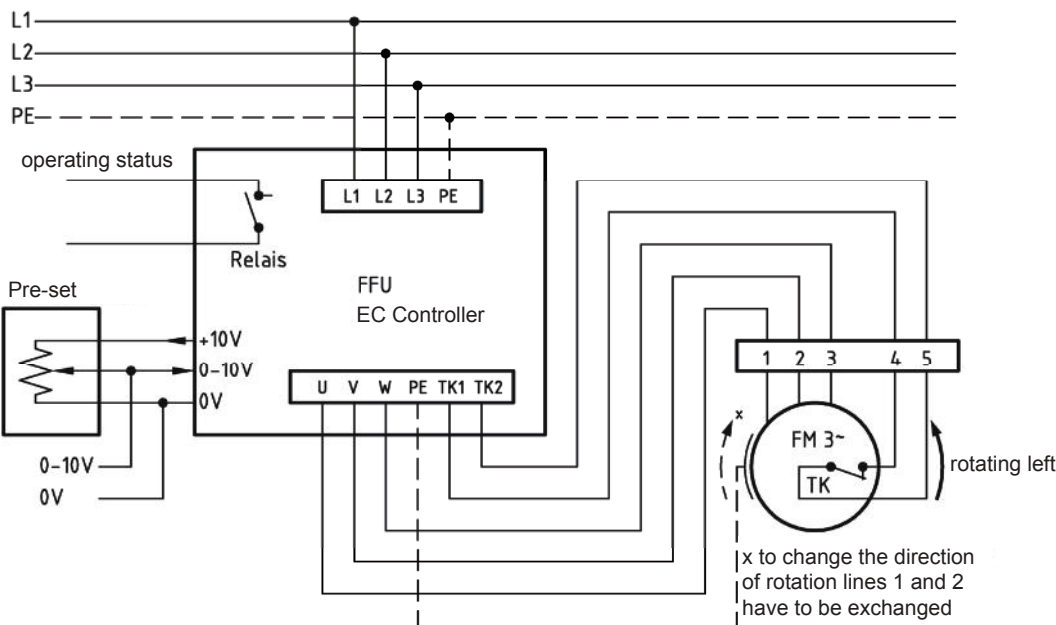 L1
L2
L3
PE
operating status
L1 L2 L3 PE
Relais
FFU
EC Controller
Pre-set
+10V
0-10V
0V
U V W PE TK1 TK2
0-10V
0V
1 2 3 4 5
x
FM 3~
TK
rotating left
x to change the direction
of rotation lines 1 and 2
have to be exchanged